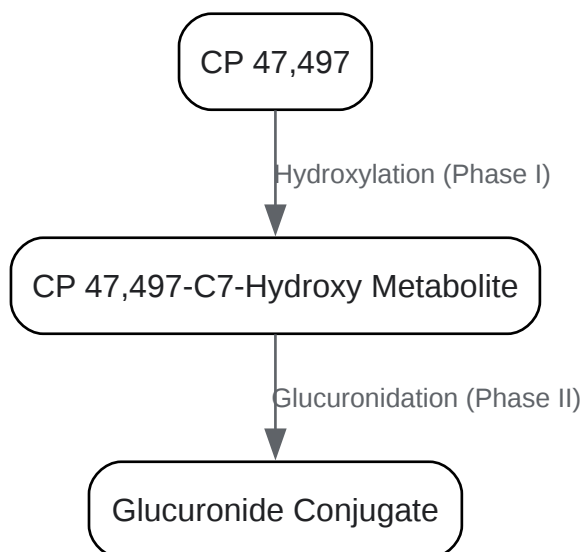 CP 47,497
Hydroxylation (Phase I)
CP 47,497-C7-Hydroxy Metabolite
Glucuronidation (Phase II)
Glucuronide Conjugate